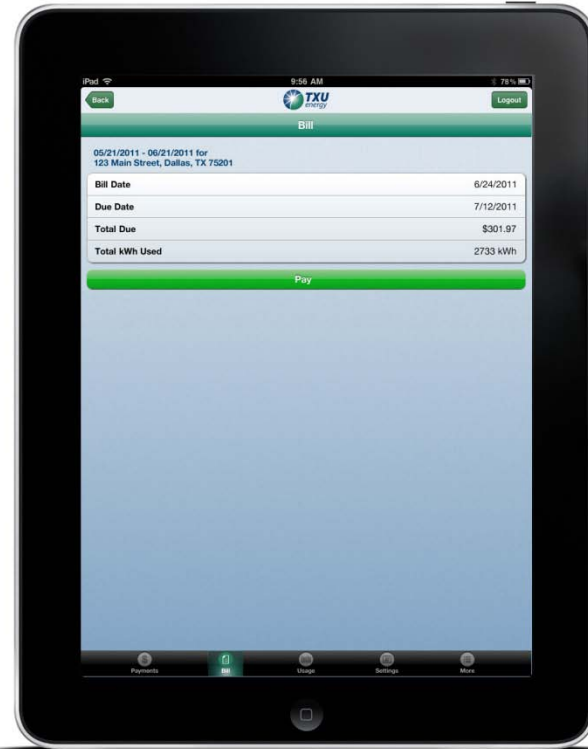 iPad 9:56 AM 78%
Back TXU energy Logout
Bill
05/21/2011 - 06/21/2011 for
123 Main Street, Dallas, TX 75201
Bill Date 6/24/2011
Due Date 7/12/2011
Total Due $301.97
Total kWh Used 2733 kWh
Pay
Payments Bill Usage Settings More